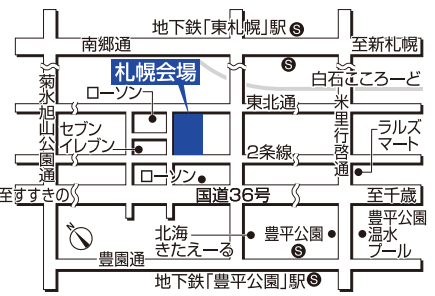 地下鉄「東札幌」駅 S
南郷通
至新札幌
S
札幌会場
白石こころーど
菊水旭山公園通
ローソン
東北通
米里行啓通
セブン
イレブン
2条線
ラルズ
マート
ローソン
至すすきの
国道36号
至千歳
N
北海
きたえーる
豊平公園
豊平公園
温水
プール
S
豊園通
地下鉄「豊平公園」駅 S